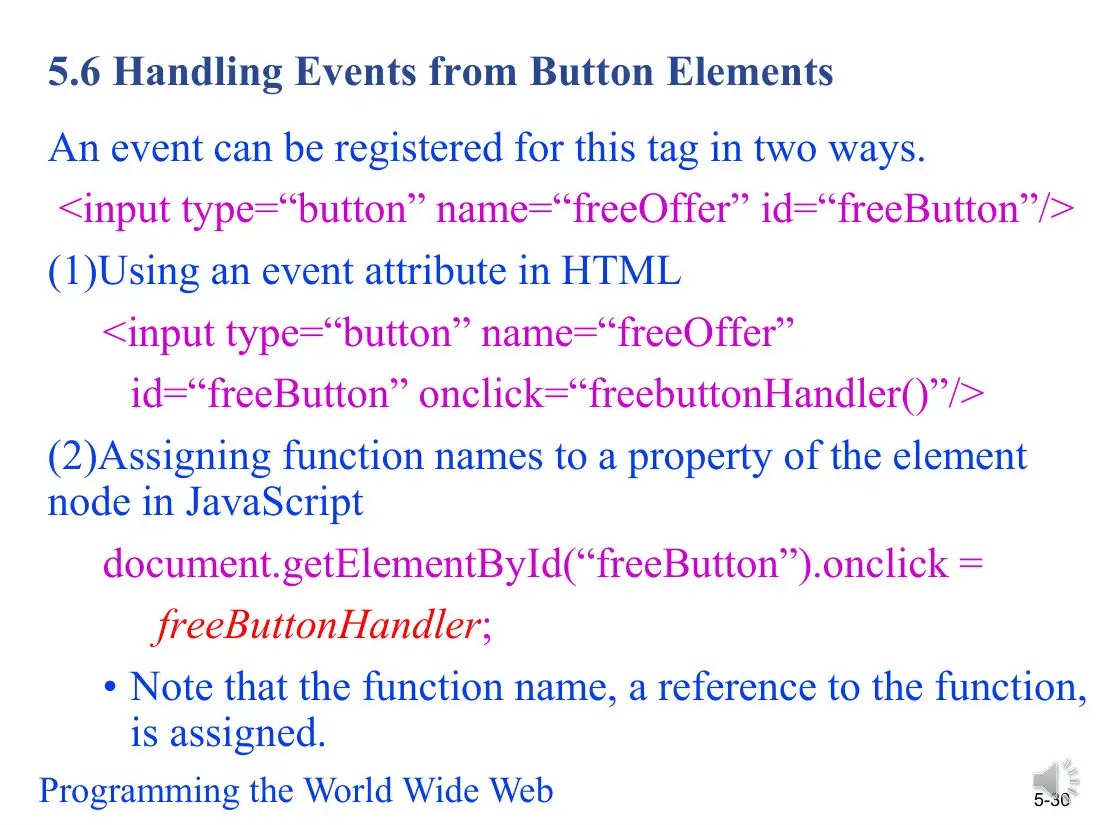 5.6 Handling Events from Button Elements
An event can be registered for this tag in two ways.
<input type=“button” name=“freeOffer” id=“freeButton”/>
(1)Using an event attribute in HTML
<input type=“button” name=“freeOffer”
id=“freeButton” onclick=“freebuttonHandler()”/>
(2)Assigning function names to a property of the element
node in JavaScript
document.getElementById(“freeButton”).onclick =
freeButtonHandler;
• Note that the function name, a reference to the function,
is assigned.
Programming the World Wide Web
5-30